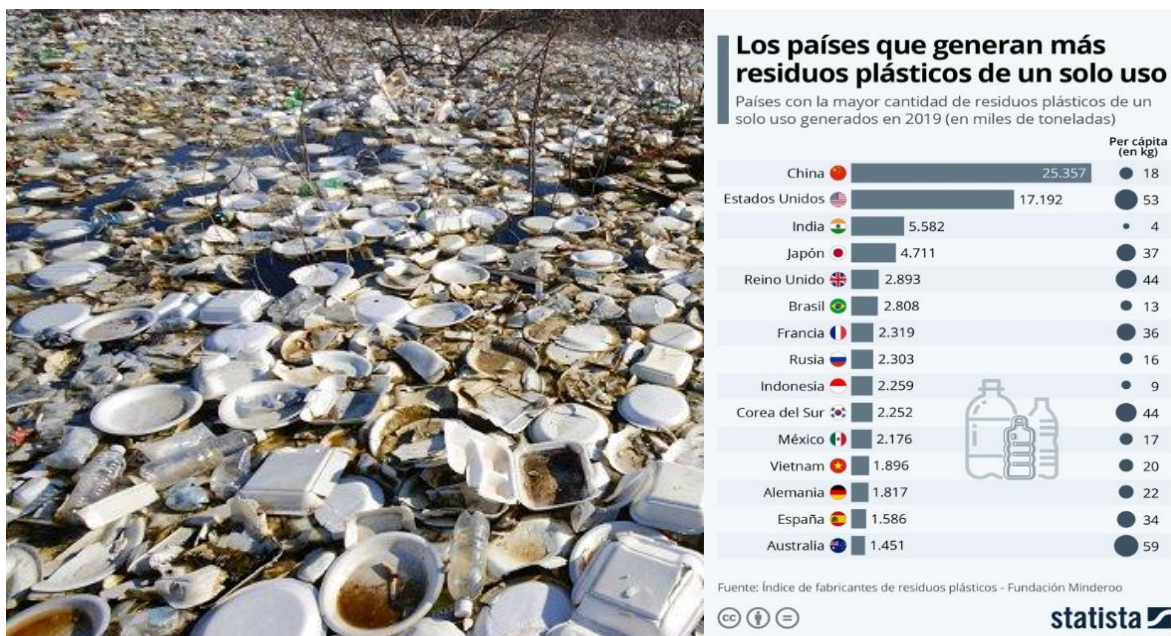 Los países que generan más
residuos plásticos de un solo uso
Países con la mayor cantidad de residuos plásticos de un
solo uso generados en 2019 (en miles de toneladas)
Per cápita
(en kg)
China 25.357 18
Estados Unidos 17.192 53
India 5.582 4
Japón 4.711 37
Reino Unido 2.893 44
Brasil 2.808 13
Francia 2.319 36
Rusia 2.303 16
Indonesia 2.259 9
Corea del Sur 2.252 44
México 2.176 17
Vietnam 1.896 20
Alemania 1.817 22
España 1.586 34
Australia 1.451 59
Fuente: Índice de fabricantes de residuos plásticos - Fundación Minderoo
cc
statista